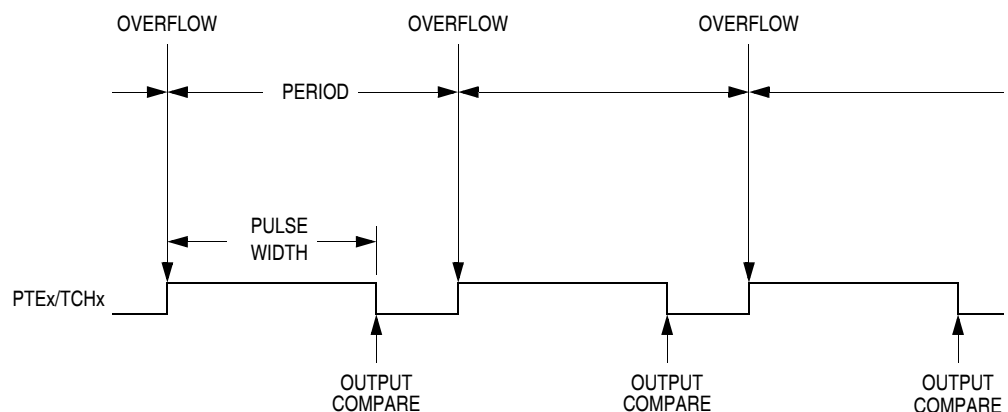 OVERFLOW
OVERFLOW
OVERFLOW
PERIOD
PULSE
WIDTH
PTEx/TCHx
OUTPUT
COMPARE
OUTPUT
COMPARE
OUTPUT
COMPARE